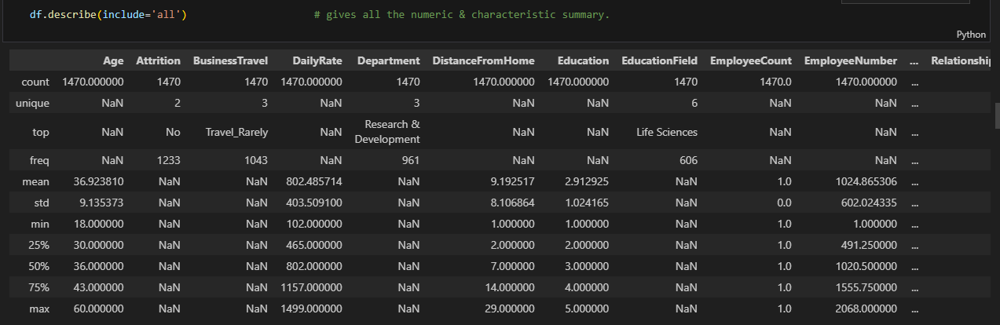 df.describe(include='all') # gives all the numeric & characteristic summary.
Python
Age Attrition BusinessTravel DailyRate Department DistanceFromHome Education EducationField EmployeeCount EmployeeNumber ... Relationship
count 1470.000000 1470 1470 1470.000000 1470 1470.000000 1470.000000 1470 1470.0 1470.000000 ...
unique NaN 2 3 NaN 3 NaN NaN 6 NaN NaN ...
top NaN No Travel_Rarely NaN Research & Development NaN NaN Life Sciences NaN NaN ...
freq NaN 1233 1043 NaN 961 NaN NaN 606 NaN NaN ...
mean 36.923810 NaN NaN 802.485714 NaN 9.192517 2.912925 NaN 1.0 1024.865306 ...
std 9.135373 NaN NaN 403.509100 NaN 8.106864 1.024165 NaN 0.0 602.024335 ...
min 18.000000 NaN NaN 102.000000 NaN 1.000000 1.000000 NaN 1.0 1.000000 ...
25% 30.000000 NaN NaN 465.000000 NaN 2.000000 2.000000 NaN 1.0 491.250000 ...
50% 36.000000 NaN NaN 802.000000 NaN 7.000000 3.000000 NaN 1.0 1020.500000 ...
75% 43.000000 NaN NaN 1157.000000 NaN 14.000000 4.000000 NaN 1.0 1555.750000 ...
max 60.000000 NaN NaN 1499.000000 NaN 29.000000 5.000000 NaN 1.0 2068.000000 ...